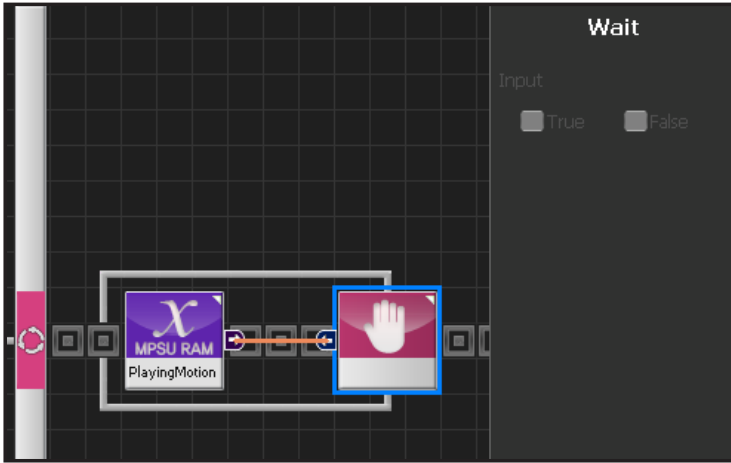 Wait
Input
True False
X
MPSU RAM
PlayingMotion